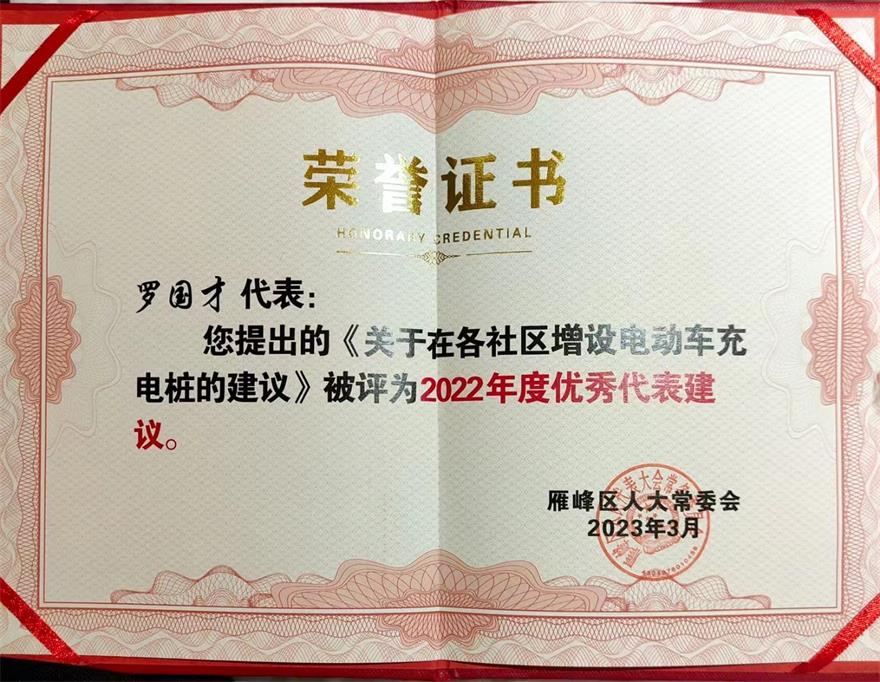 荣誉证书
HONORARY CREDENTIAL
罗国才 代表：
您提出的《关于在各社区增设电动车充
电桩的建议》被评为2022年度优秀代表建
议。
雁峰区人大常委会
2023年3月